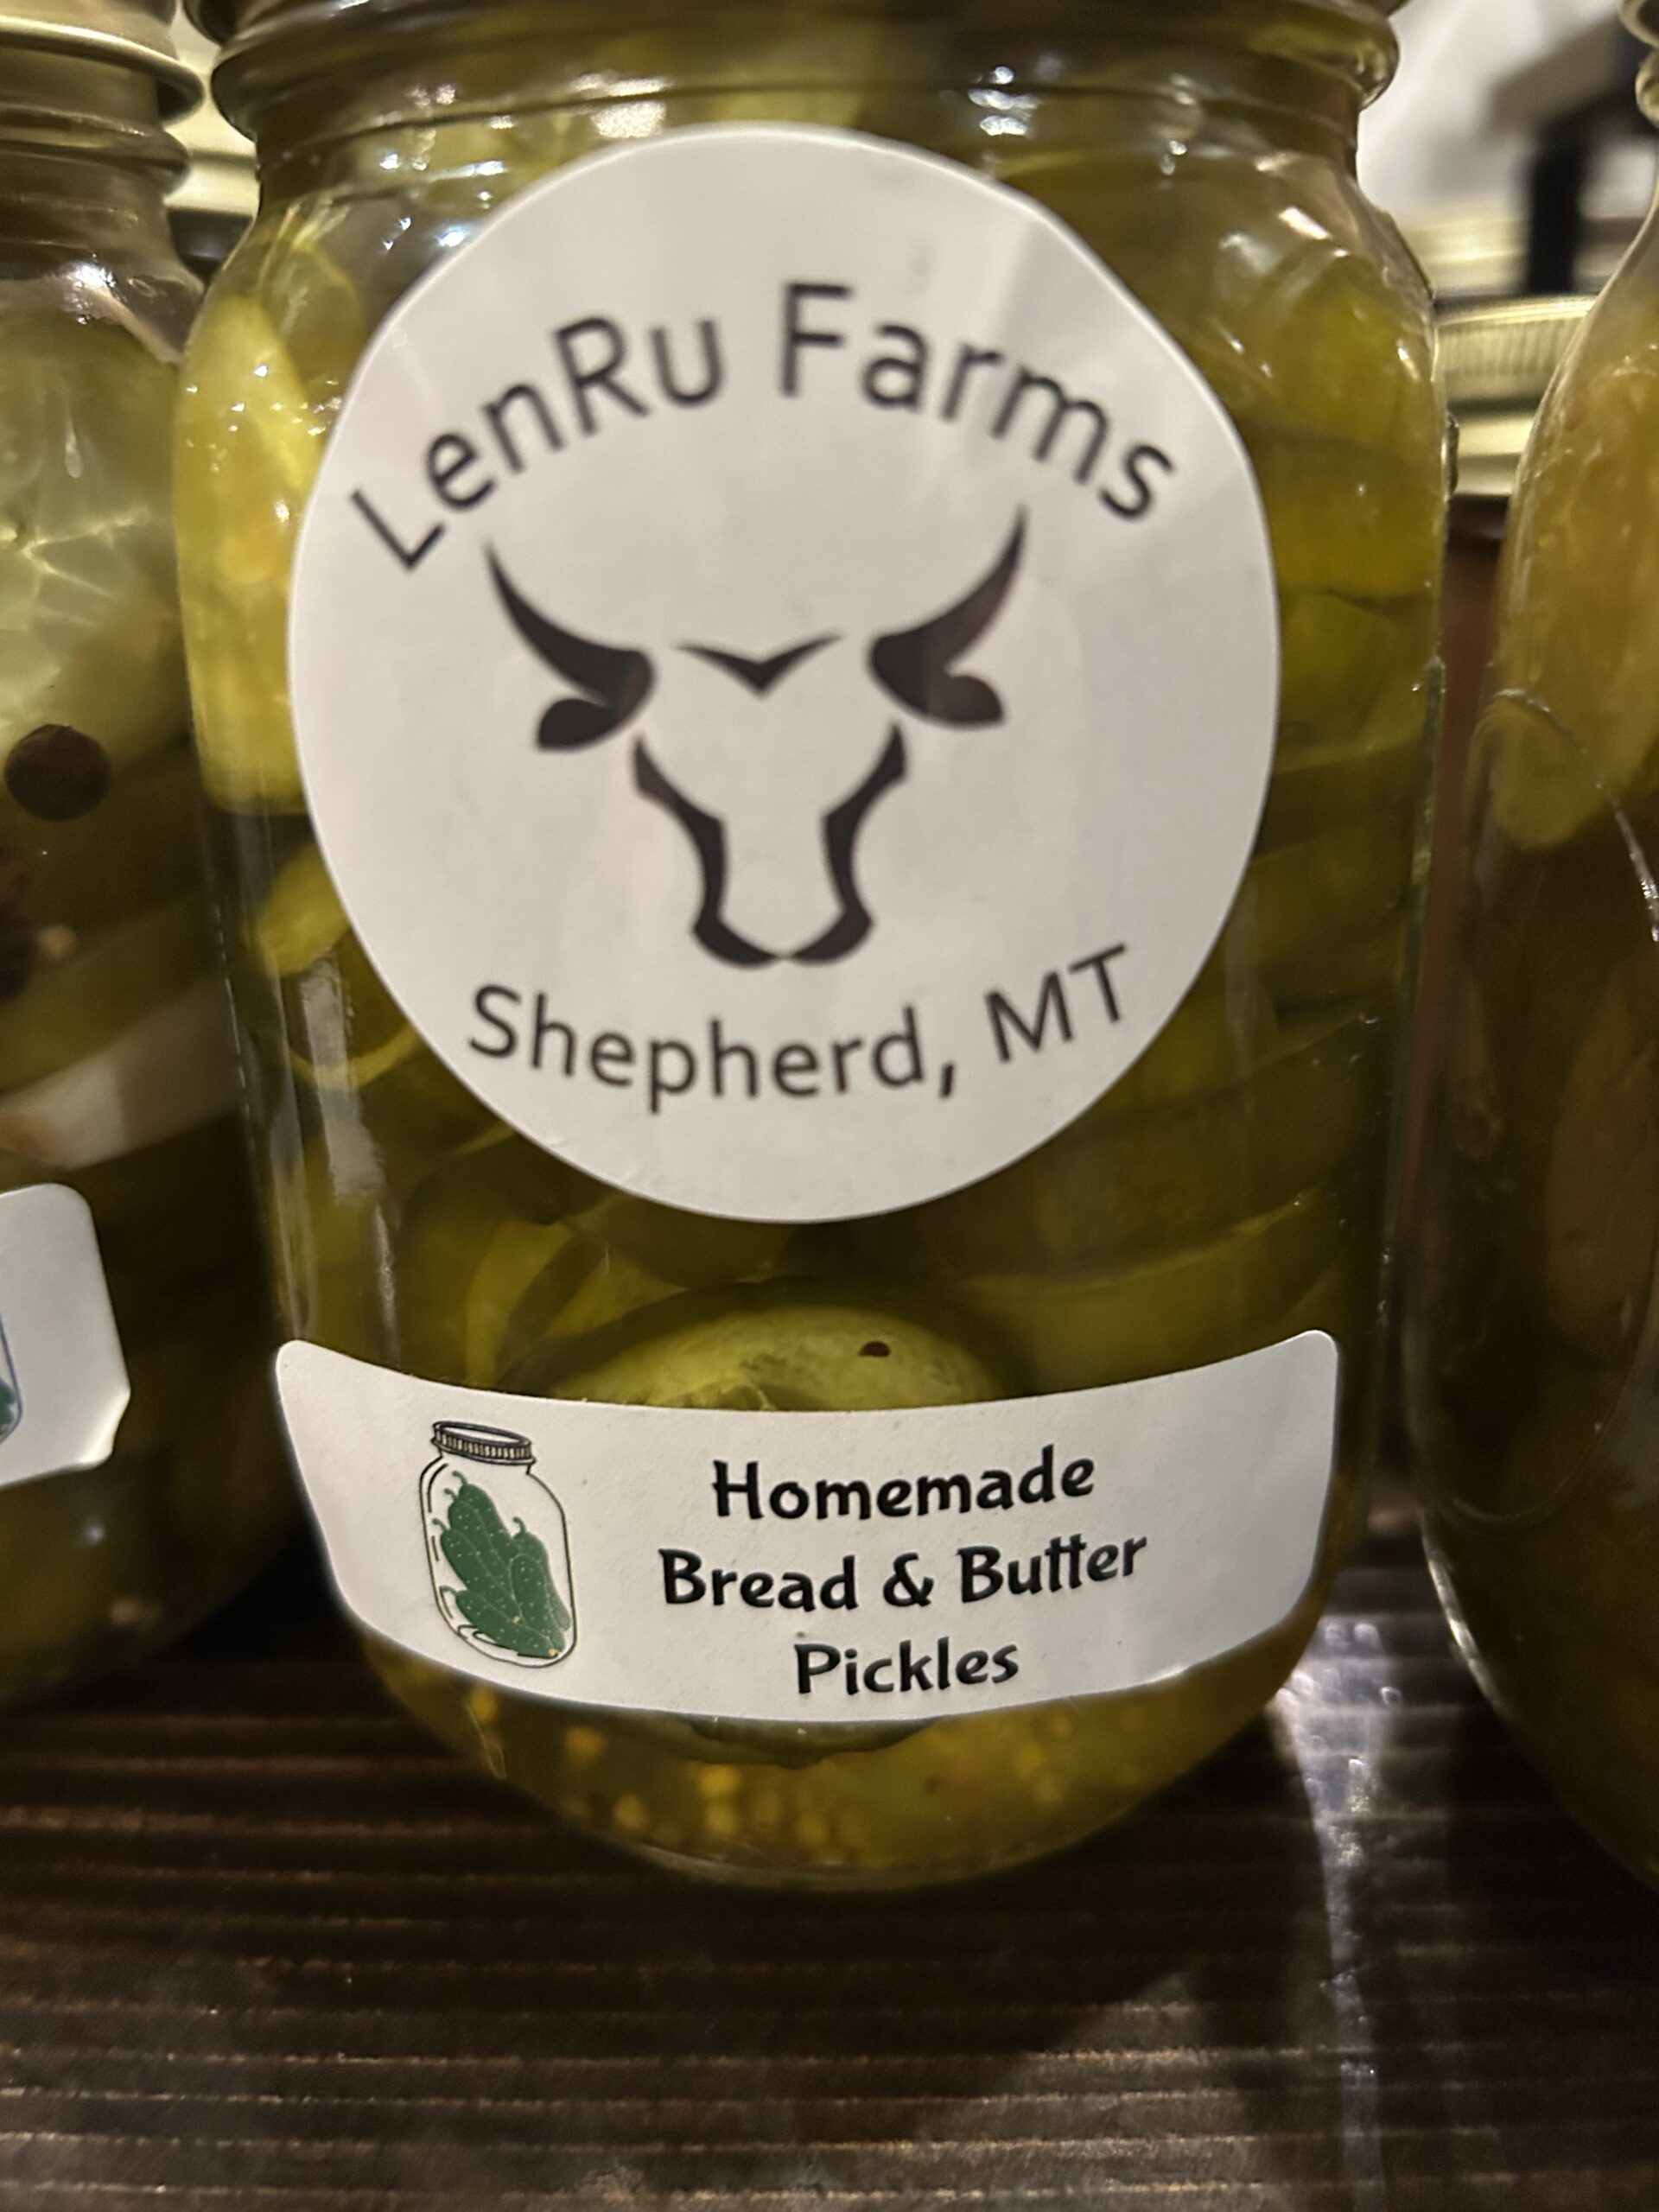 LenRu Farms
Shepherd, MT
Homemade
Bread & Butter
Pickles